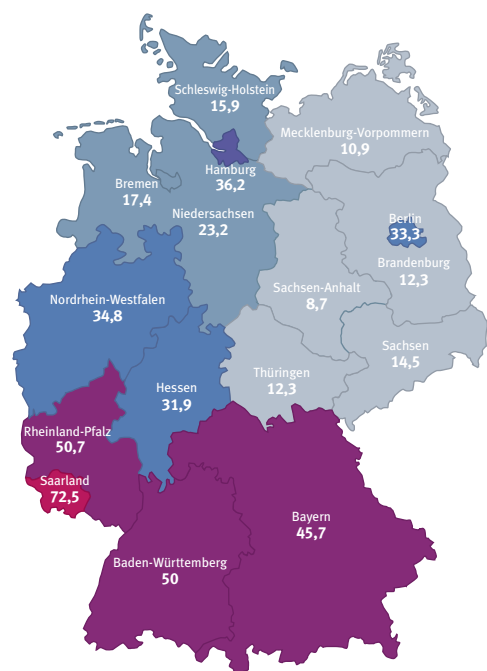 Schleswig-Holstein
15,9
Mecklenburg-Vorpommern
10,9
Hamburg
36,2
Bremen
17,4
Niedersachsen
23,2
Berlin
33,3
Brandenburg
12,3
Sachsen-Anhalt
8,7
Nordrhein-Westfalen
34,8
Sachsen
14,5
Thüringen
12,3
Hessen
31,9
Rheinland-Pfalz
50,7
Saarland
72,5
Bayern
45,7
Baden-Württemberg
50